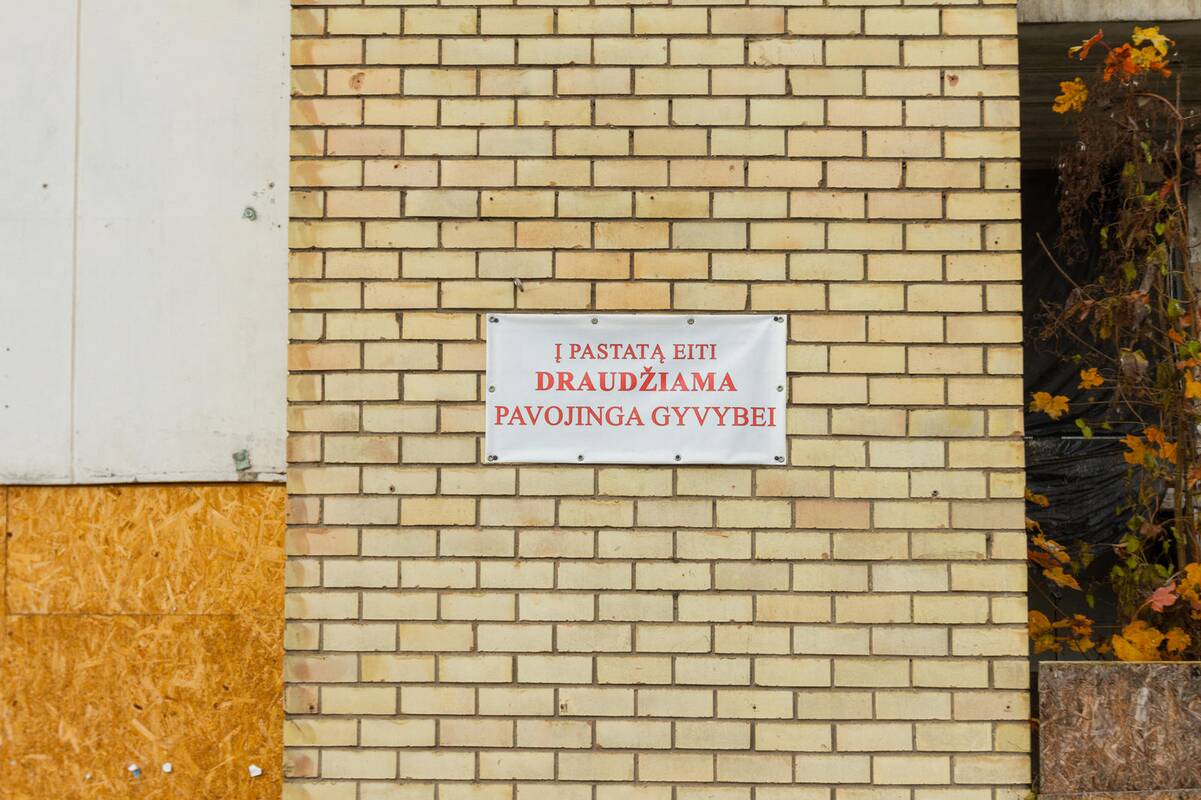 Į PASTATĄ EITI
DRAUDŽIAMA
PAVOJINGA GYVYBEI